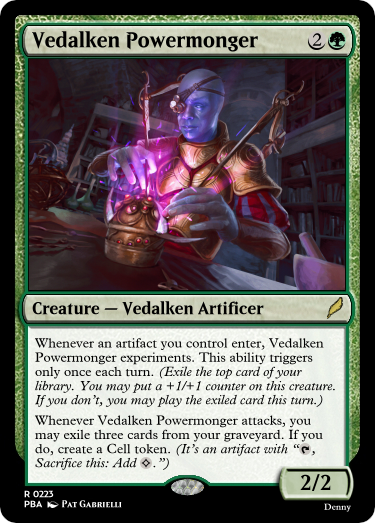 Vedalken Powermonger 2
Creature — Vedalken Artificer
Whenever an artifact you control enter, Vedalken
Powermonger experiments. This ability triggers
only once each turn. (Exile the top card of your
library. You may put a +1/+1 counter on this creature.
If you don't, you may play the exiled card this turn.)
Whenever Vedalken Powermonger attacks, you
may exile three cards from your graveyard. If you
do, create a Cell token. (It's an artifact with “,
Sacrifice this: Add .”)
2/2
R 0223
PBA Pat Gabrielli
Denny